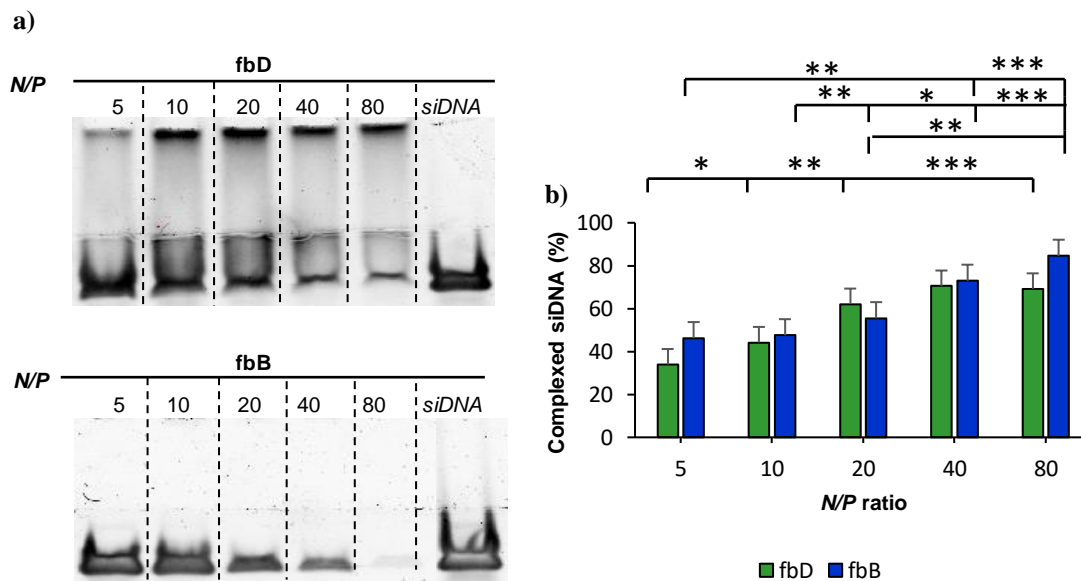 a)
fbD
N/P
5 10 20 40 80 siDNA
fbB
N/P
5 10 20 40 80 siDNA
** ***
** * ***
**
* ** ***
b)
Complexed siDNA (%)
100
80
60
40
20
0
5 10 20 40 80
N/P ratio
fbD fbB